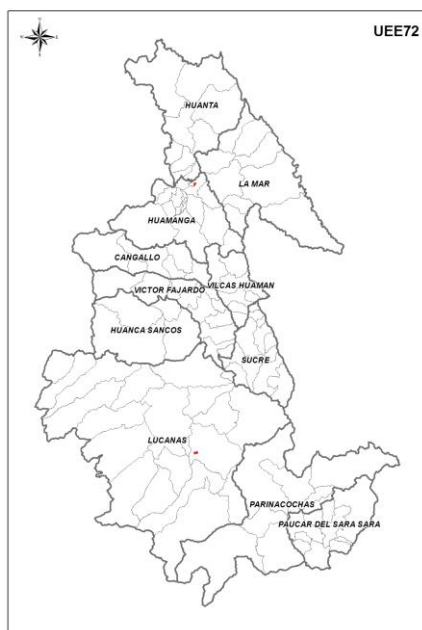 UEE72
HUANTA
LA MAR
HUAMANGA
CANGALLO
VICTOR FAJARDO
VILCAS HUAMAN
HUANCA SANCOS
SUCRE
LUCANAS
PARINACOCHAS
PAUCAR DEL SARA SARA